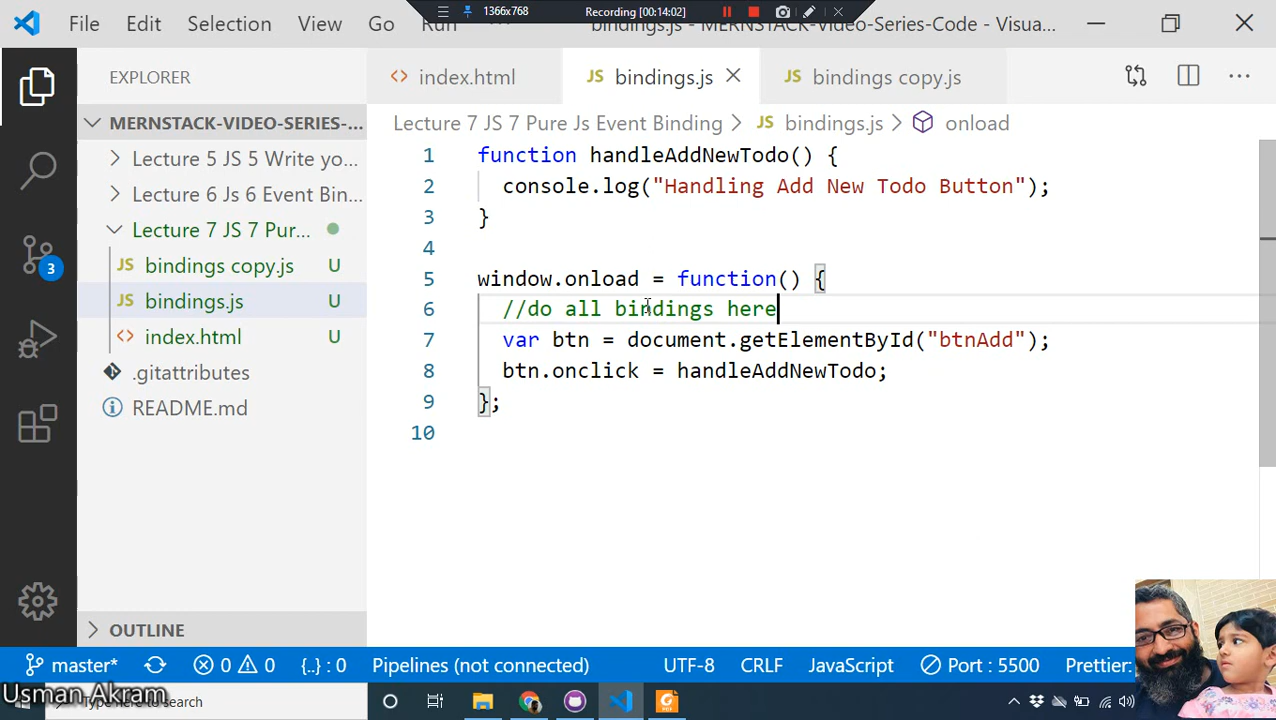 File Edit Selection View Go Run
1366x768 Recording [00:14:02]
bindings.js - MERNSTACK-Video-Series-Code - Visua...
EXPLORER
index.html
JS bindings.js
JS bindings copy.js
MERNSTACK-VIDEO-SERIES-...
Lecture 7 JS 7 Pure Js Event Binding > JS bindings.js > onload
Lecture 5 JS 5 Write yo...
Lecture 6 Js 6 Event Bin...
Lecture 7 JS 7 Pur...
JS bindings copy.js U
JS bindings.js U
index.html U
.gitattributes
README.md
3
1 function handleAddNewTodo() {
2 console.log("Handling Add New Todo Button");
3 }
4
5 window.onload = function() {
6 //do all bindings here
7 var btn = document.getElementById("btnAdd");
8 btn.onclick = handleAddNewTodo;
9 };
10
OUTLINE
master* 0 0 {..} : 0 Pipelines (not connected) UTF-8 CRLF JavaScript Port : 5500 Prettier:
Usman Akram
Type here to search